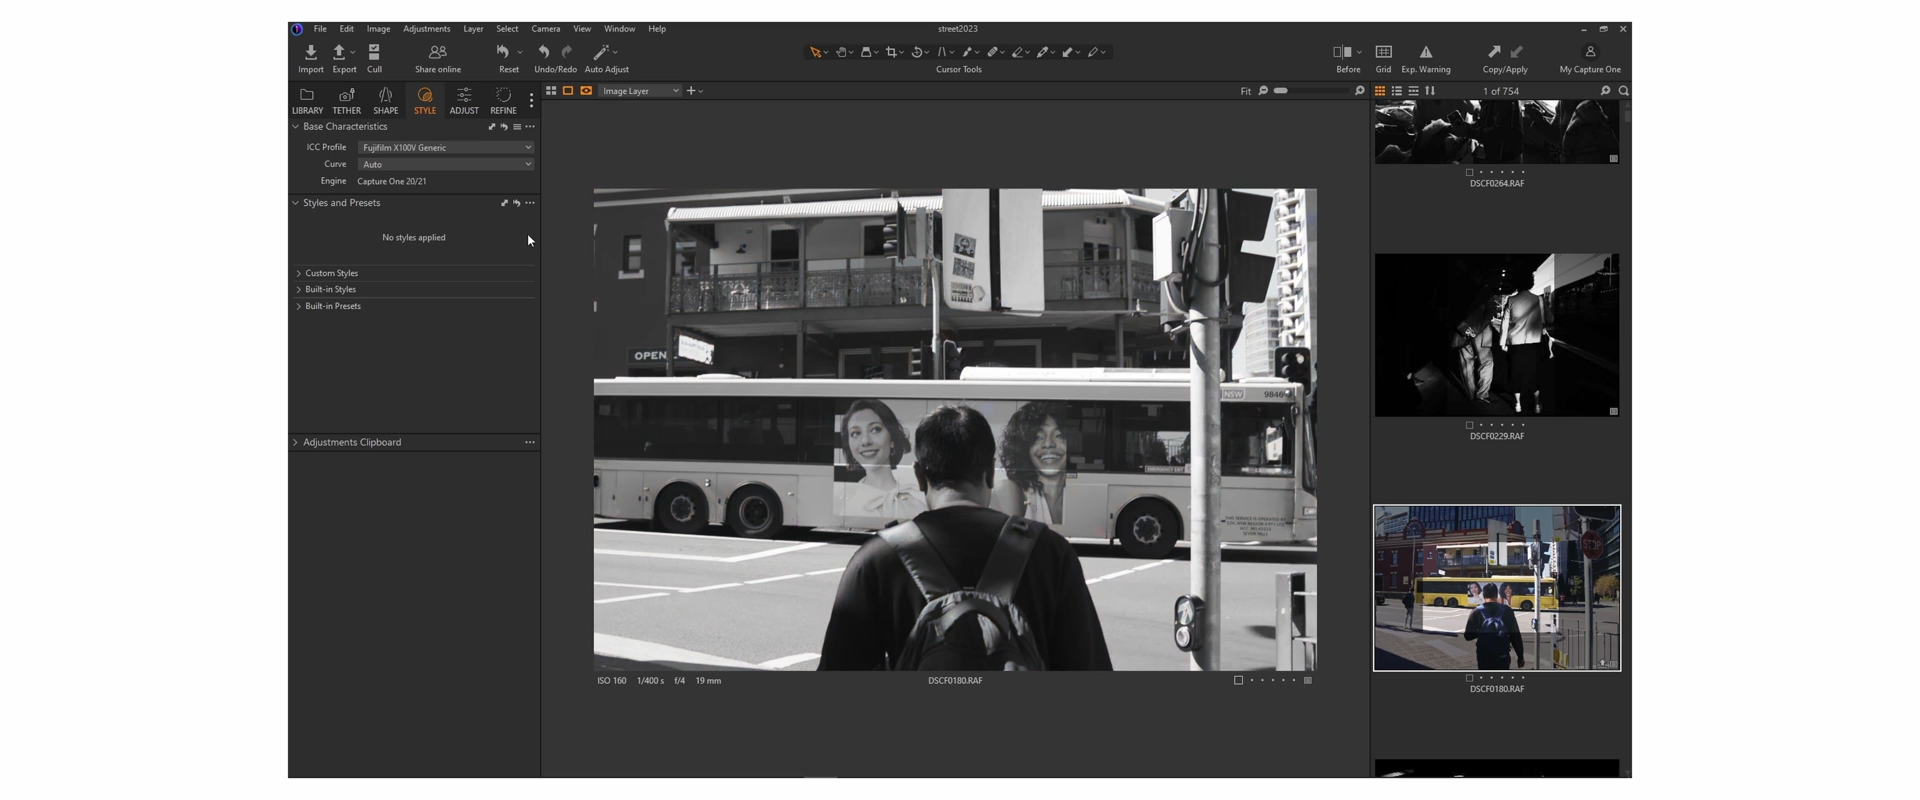 File Edit Image Adjustments Layer Select Camera View Window Help
street2023
Import Export Cull Share online Reset Undo/Redo Auto Adjust
Cursor Tools
Before Grid Exp. Warning Copy/Apply My Capture One
LIBRARY TETHER SHAPE STYLE ADJUST REFINE
Image Layer
Fit
1 of 754
Base Characteristics
ICC Profile Fujifilm X100V Generic
Curve Auto
Engine Capture One 20/21
Styles and Presets
No styles applied
Custom Styles
Built-in Styles
Built-in Presets
Adjustments Clipboard
OPEN
NSW
EMERGENCY EXIT
ISO 160 1/400 s f/4 19 mm
DSCF0180.RAF
DSCF0264.RAF
DSCF0229.RAF
STOP
DSCF0180.RAF